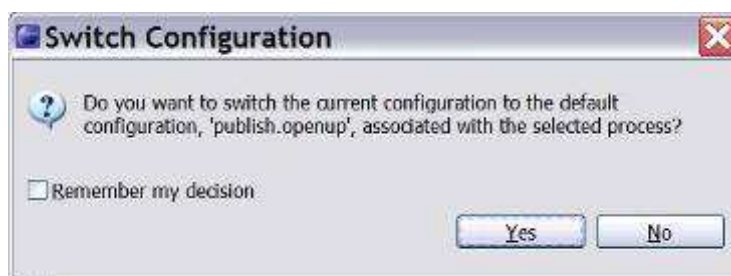 Switch Configuration
Do you want to switch the current configuration to the default
configuration, 'publish.openup', associated with the selected process?
Remember my decision
Yes No